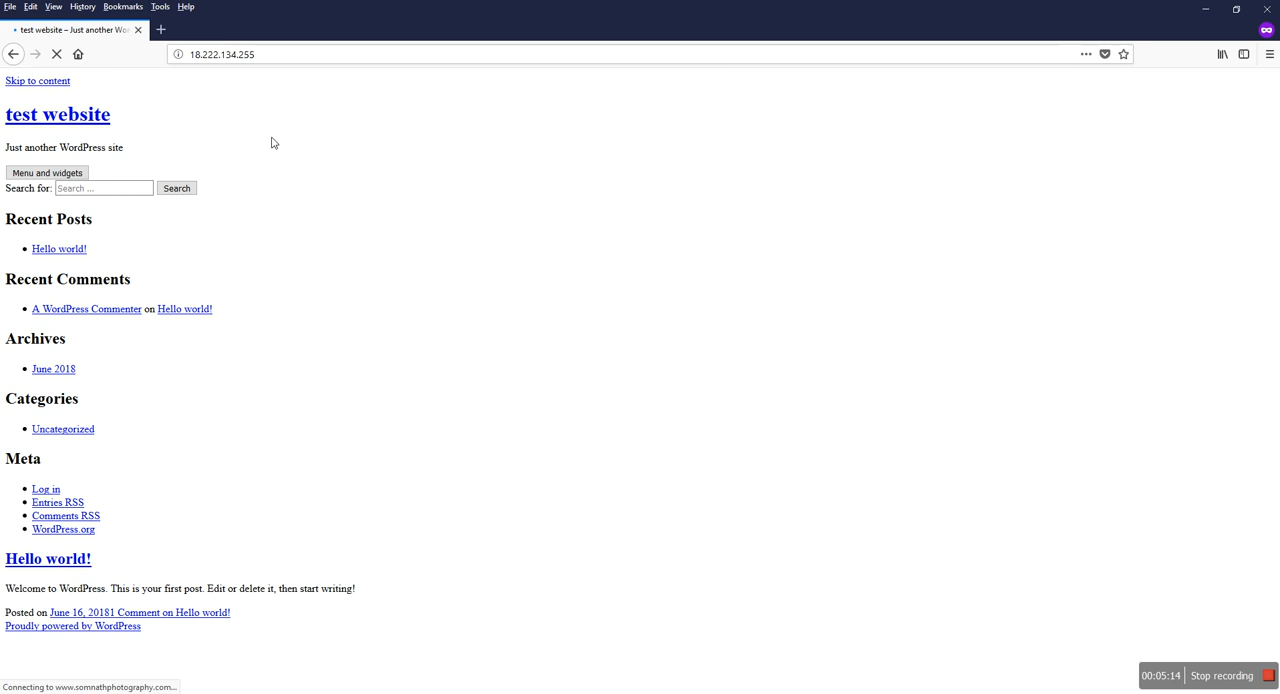 File Edit View History Bookmarks Tools Help
test website – Just another Wo
18.222.134.255
Skip to content
test website
Just another WordPress site
Menu and widgets
Search for: Search ... Search
Recent Posts
Hello world!
Recent Comments
A WordPress Commenter on Hello world!
Archives
June 2018
Categories
Uncategorized
Meta
Log in
Entries RSS
Comments RSS
WordPress.org
Hello world!
Welcome to WordPress. This is your first post. Edit or delete it, then start writing!
Posted on June 16, 20181 Comment on Hello world!
Proudly powered by WordPress
00:05:14 Stop recording
Connecting to www.somnathphotography.com...